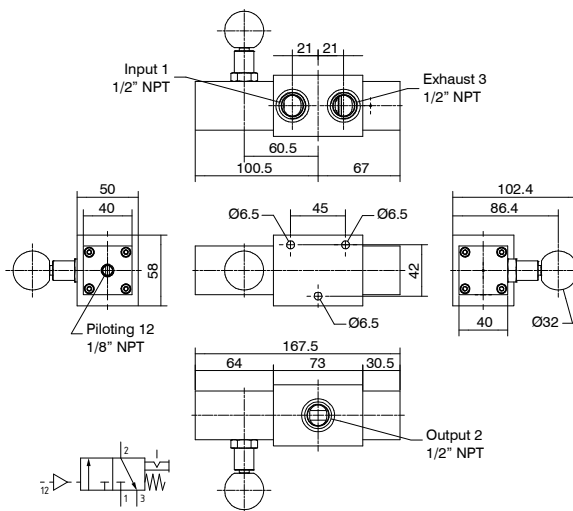 21 21
Input 1
1/2” NPT
Exhaust 3
1/2” NPT
60.5
100.5 67
50
40
58
Piloting 12
1/8” NPT
Ø6.5 45 Ø6.5
42
Ø6.5
102.4
86.4
40 Ø32
167.5
64 73 30.5
Output 2
1/2” NPT
2
12
1 3